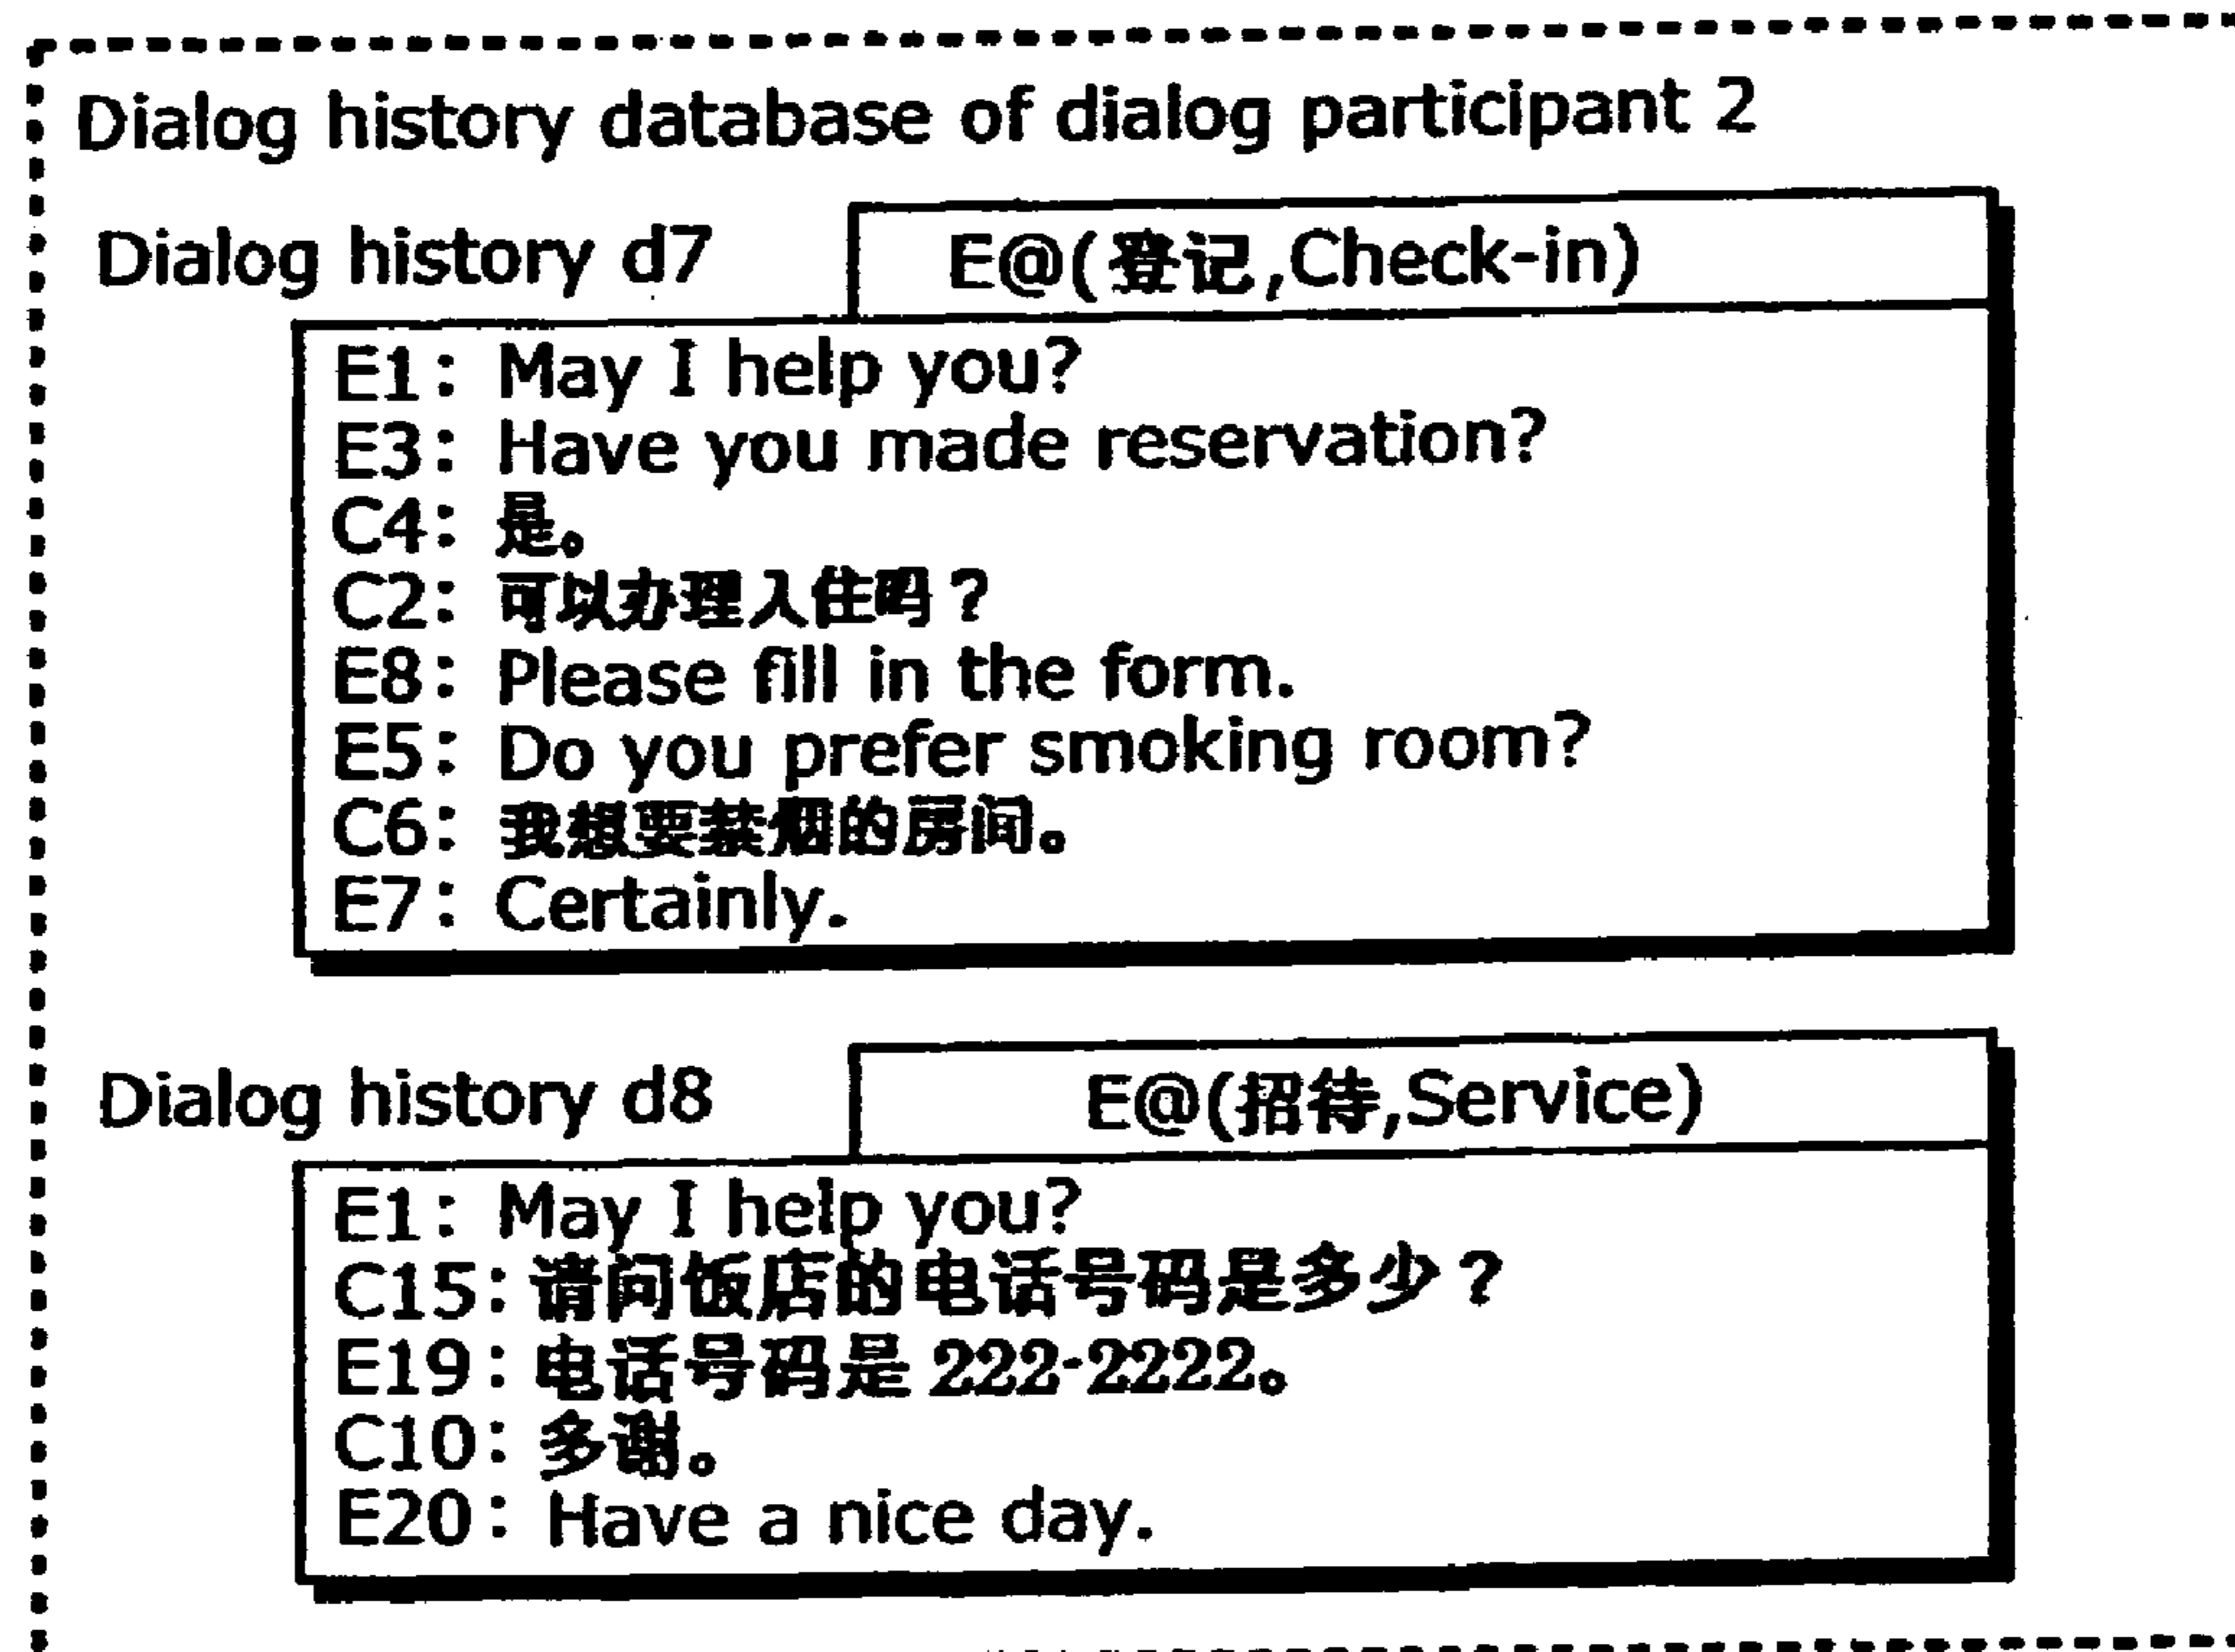 Dialog history database of dialog participant 2
Dialog history d7
E@(登记,Check-in)
E1: May I help you?
E3: Have you made reservation?
C4: 是。
C2: 可以办理入住吗?
E8: Please fill in the form.
E5: Do you prefer smoking room?
C6: 我想要禁烟的房间。
E7: Certainly.
Dialog history d8
E@(招待,Service)
E1: May I help you?
C15: 请问饭店的电话号码是多少?
E19: 电话号码是 222-2222。
C10: 多谢。
E20: Have a nice day.